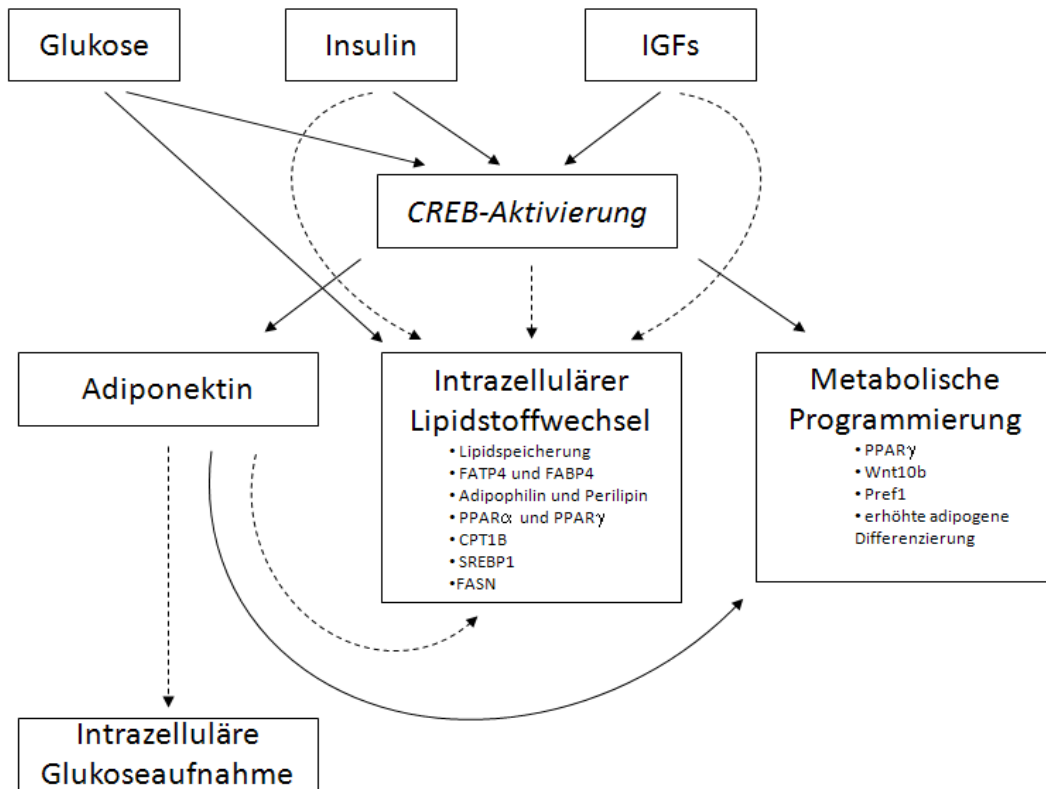 Glukose
Insulin
IGFs
CREB-Aktivierung
Adiponektin
Intrazellulärer
Lipidstoffwechsel
•Lipidspeicherung
•FATP4 und FABP4
•Adipophilin und Perilipin
•PPARα und PPARγ
•CPT1B
•SREBP1
•FASN
Metabolische
Programmierung
•PPARγ
•Wnt10b
•Pref1
•erhöhte adipogene
Differenzierung
Intrazelluläre
Glukoseaufnahme